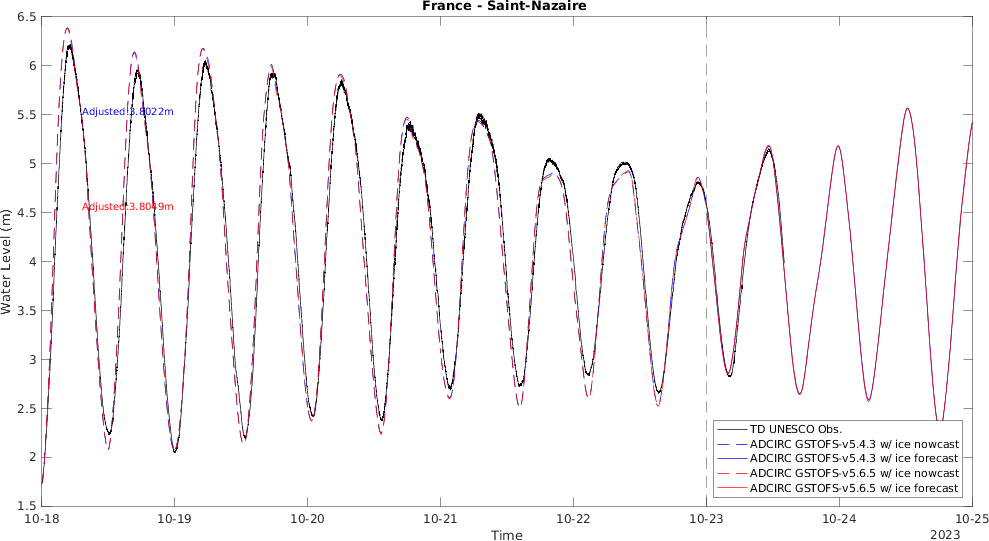 France - Saint-Nazaire
Water Level (m)
6.5
6
5.5
5
4.5
4
3.5
3
2.5
2
1.5
Adjusted:3.8022m
Adjusted:3.8049m
TD UNESCO Obs.
ADCIRC GSTOFS-v5.4.3 w/ ice nowcast
ADCIRC GSTOFS-v5.4.3 w/ ice forecast
ADCIRC GSTOFS-v5.6.5 w/ ice nowcast
ADCIRC GSTOFS-v5.6.5 w/ ice forecast
10-18 10-19 10-20 10-21 10-22 10-23 10-24 10-25
Time
2023